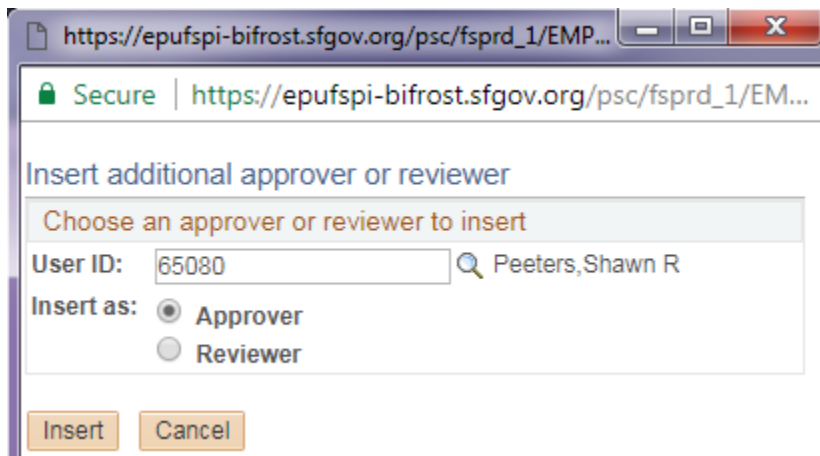 https://epufspi-bifrost.sfgov.org/psc/fsprd_1/EMP...
Secure | https://epufspi-bifrost.sfgov.org/psc/fsprd_1/EM...
Insert additional approver or reviewer
Choose an approver or reviewer to insert
User ID: 65080 Peeters,Shawn R
Insert as: Approver
Reviewer
Insert Cancel